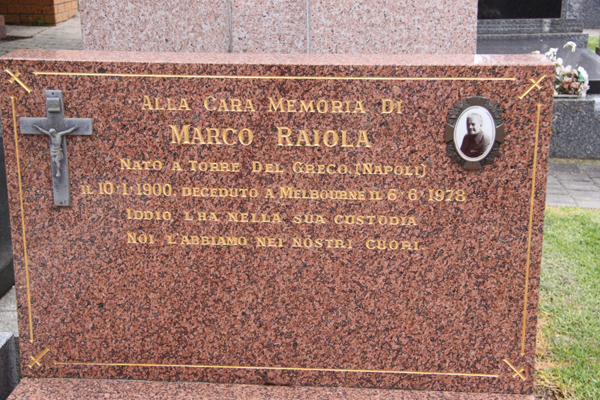 ALLA CARA MEMORIA DI
MARCO RAIOLA
NATO A TORRE DEL GRECO, (NAPOLI)
IL 10·1·1900, DECEDUTO A MELBOURNE IL 6·6·1978
IDDIO, L'HA NELLA SUA CUSTODIA
NOI, L'ABBIAMO NEI NOSTRI CUORI.